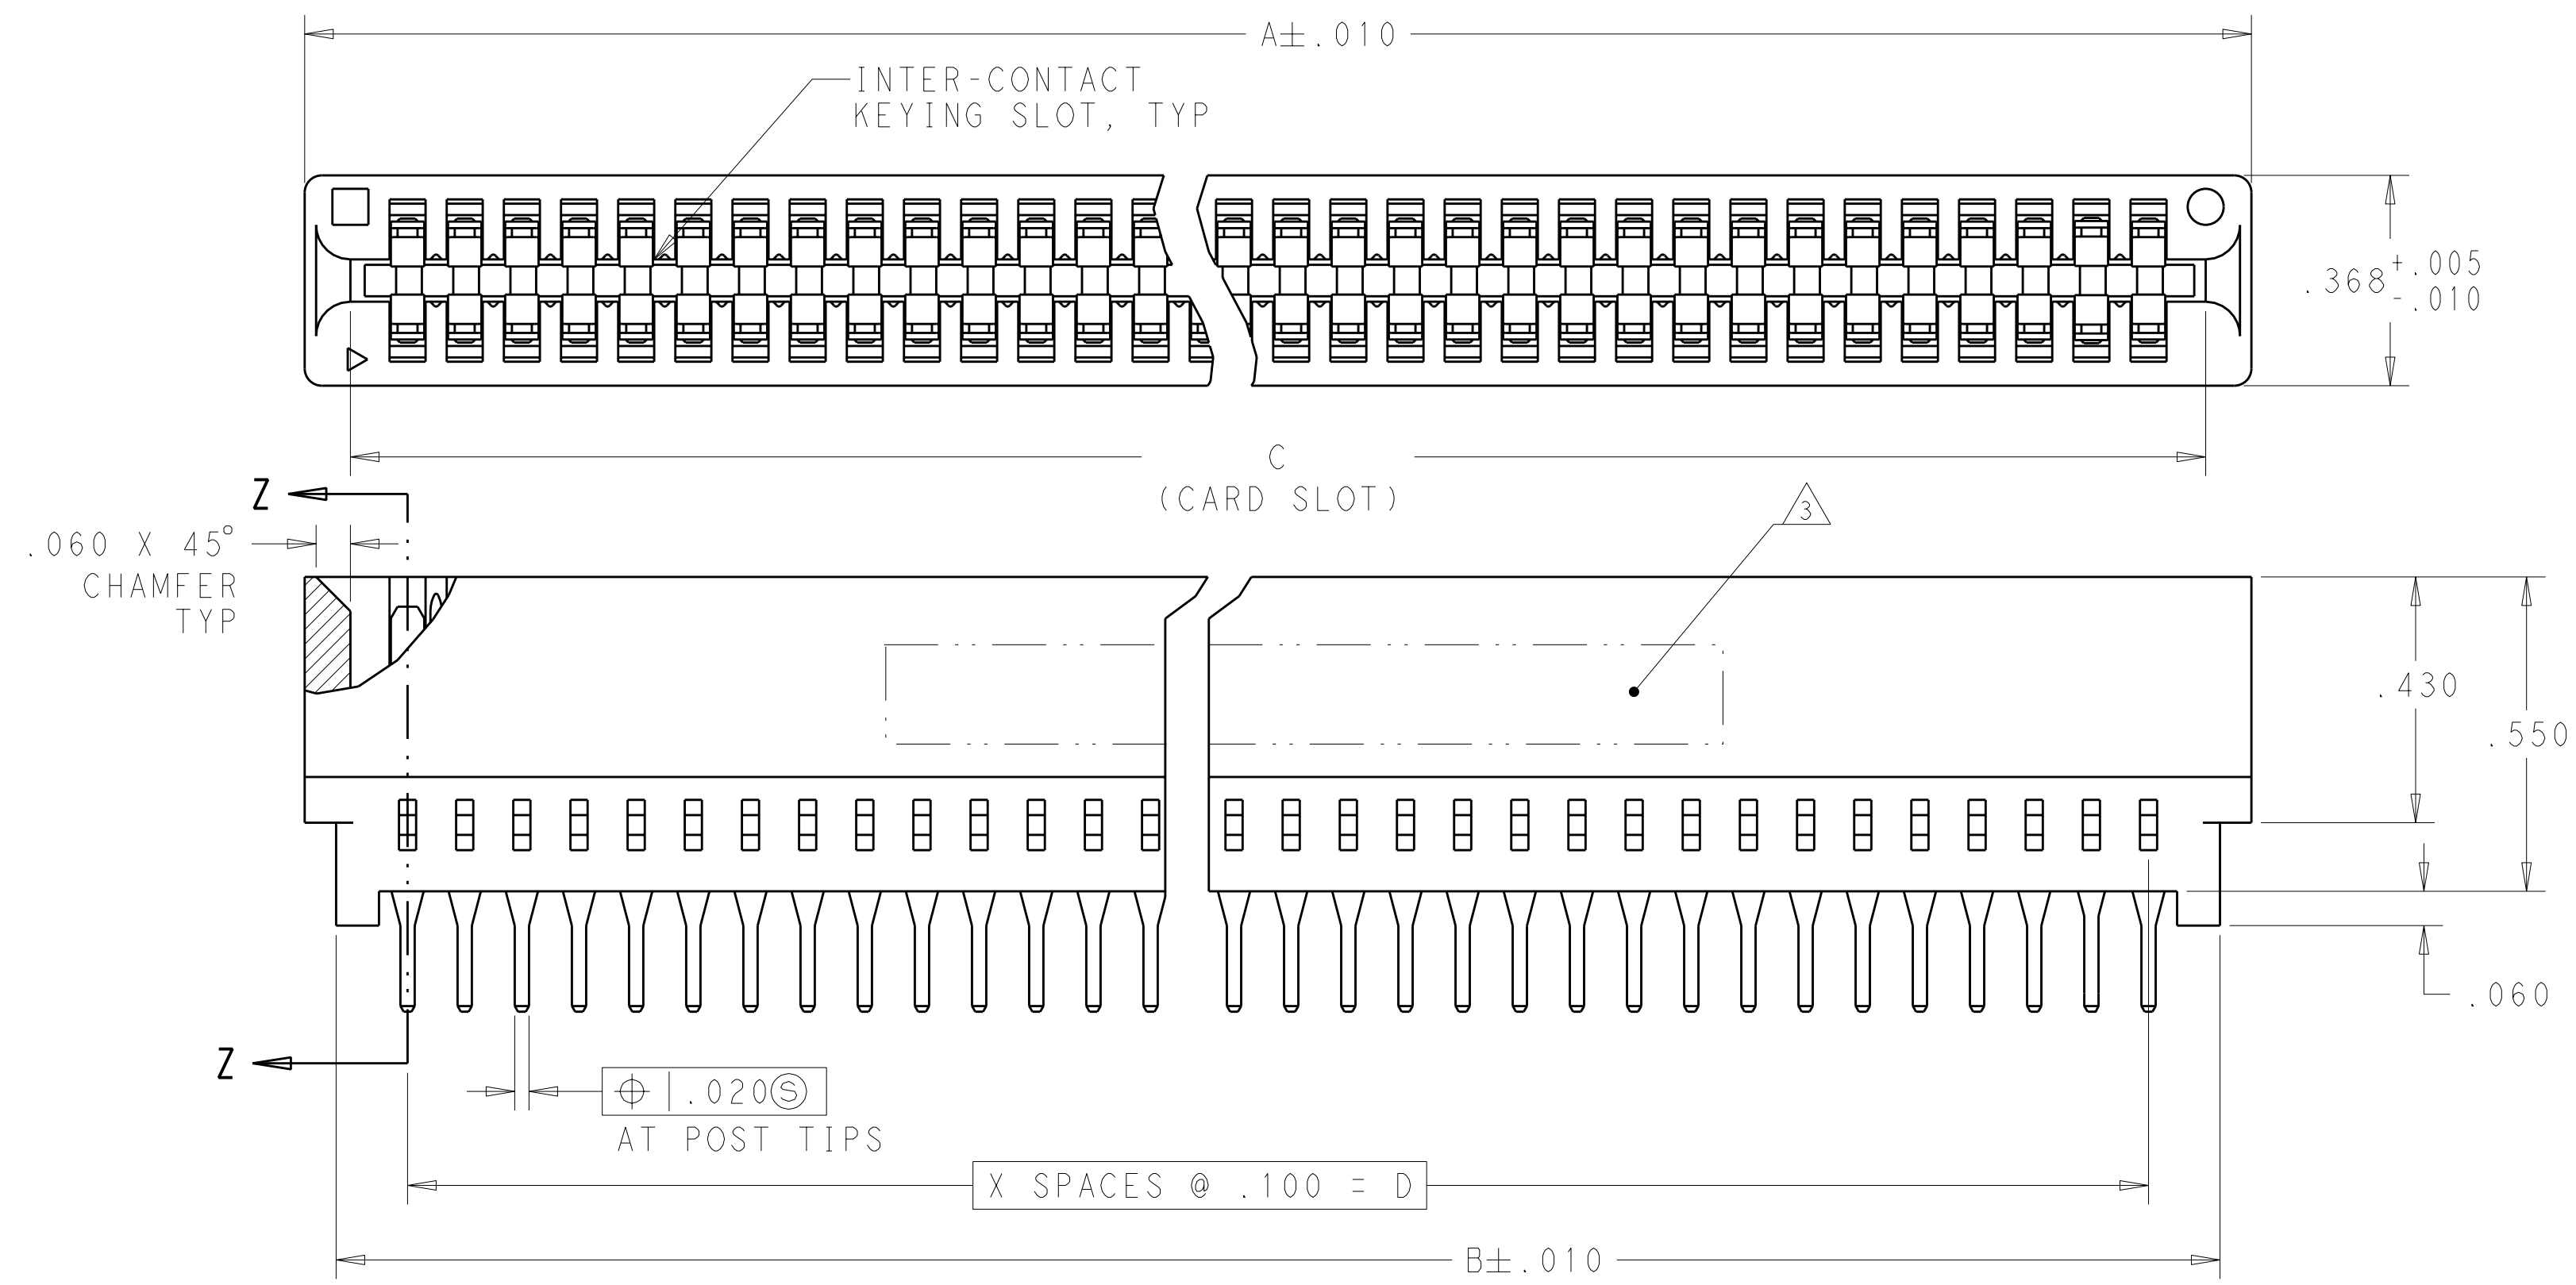 A±.010
INTER-CONTACT
KEYING SLOT, TYP
.368 +.005
-.010
C
(CARD SLOT)
Z
3
.060 X 45°
CHAMFER
TYP
.430
.550
.060
Z
⌖ .020Ⓢ
AT POST TIPS
X SPACES @ .100 = D
B±.010